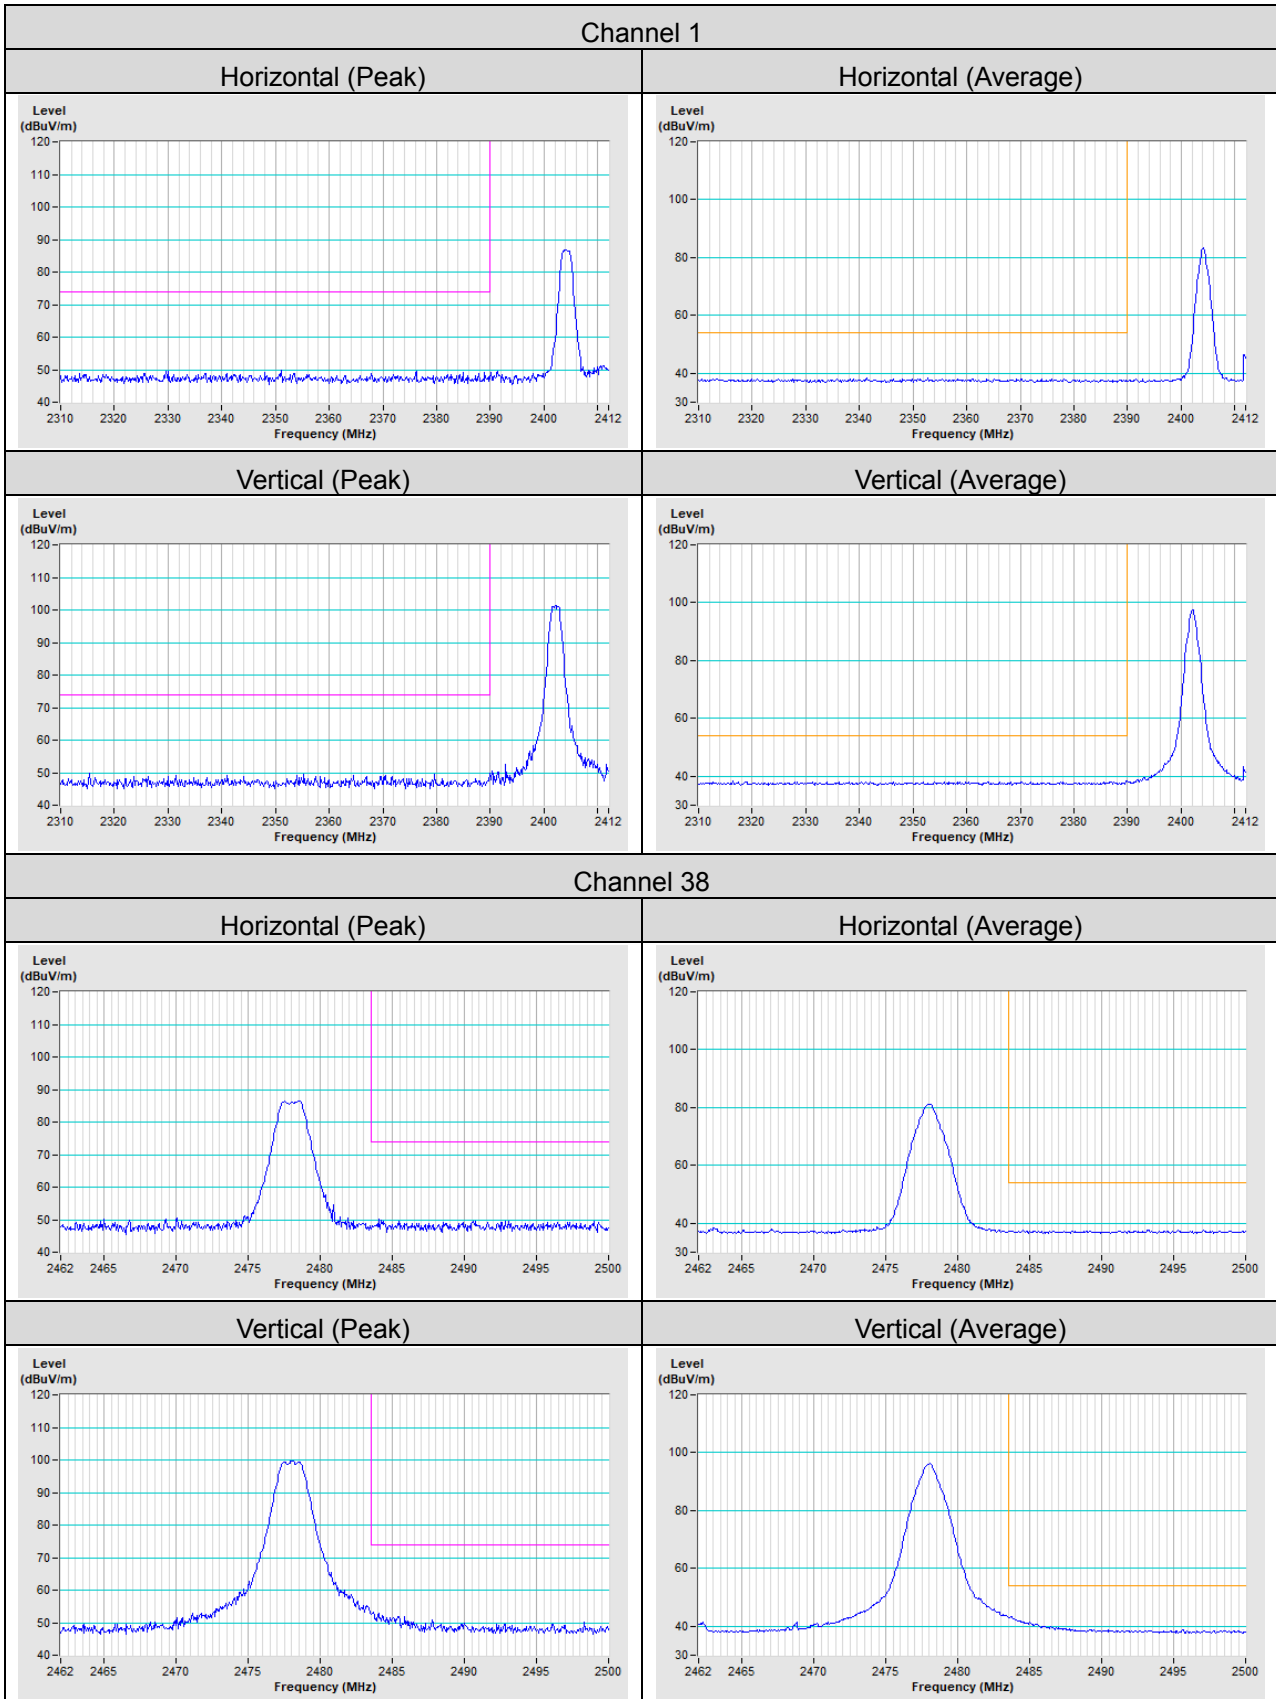 Channel 1
Horizontal (Peak)
Horizontal (Average)
Level
(dBuV/m)
120
110
100
90
80
70
60
50
40
2310 2320 2330 2340 2350 2360 2370 2380 2390 2400 2412
Frequency (MHz)
Level
(dBuV/m)
120
100
80
60
40
30
2310 2320 2330 2340 2350 2360 2370 2380 2390 2400 2412
Frequency (MHz)
Vertical (Peak)
Vertical (Average)
Level
(dBuV/m)
120
110
100
90
80
70
60
50
40
2310 2320 2330 2340 2350 2360 2370 2380 2390 2400 2412
Frequency (MHz)
Level
(dBuV/m)
120
100
80
60
40
30
2310 2320 2330 2340 2350 2360 2370 2380 2390 2400 2412
Frequency (MHz)
Channel 38
Horizontal (Peak)
Horizontal (Average)
Level
(dBuV/m)
120
110
100
90
80
70
60
50
40
2462 2465 2470 2475 2480 2485 2490 2495 2500
Frequency (MHz)
Level
(dBuV/m)
120
100
80
60
40
30
2462 2465 2470 2475 2480 2485 2490 2495 2500
Frequency (MHz)
Vertical (Peak)
Vertical (Average)
Level
(dBuV/m)
120
110
100
90
80
70
60
50
40
2462 2465 2470 2475 2480 2485 2490 2495 2500
Frequency (MHz)
Level
(dBuV/m)
120
100
80
60
40
30
2462 2465 2470 2475 2480 2485 2490 2495 2500
Frequency (MHz)